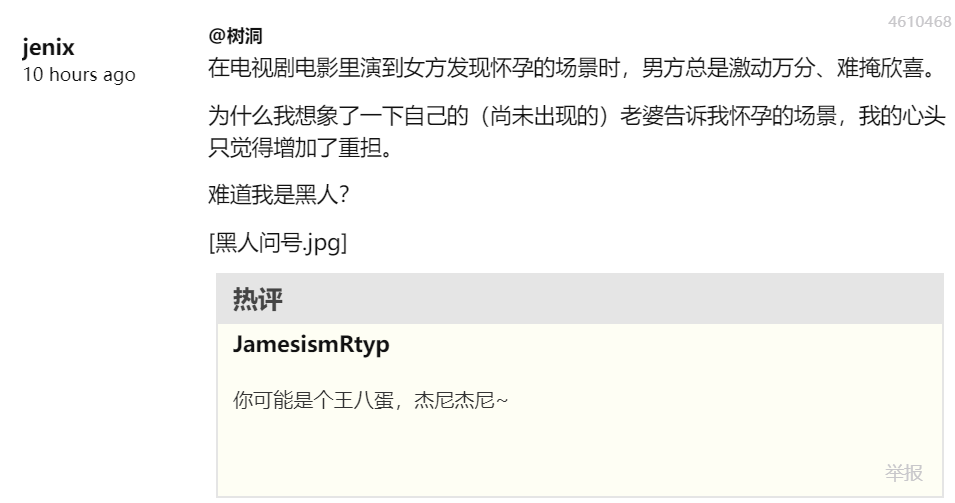 4610468
jenix
10 hours ago
@树洞
在电视剧电影里演到女方发现怀孕的场景时，男方总是激动万分、难掩欣喜。
为什么我想象了一下自己的（尚未出现的）老婆告诉我怀孕的场景，我的心头
只觉得增加了重担。
难道我是黑人？
[黑人问号.jpg]
热评
JamesismRtyp
你可能是个王八蛋，杰尼杰尼~
举报